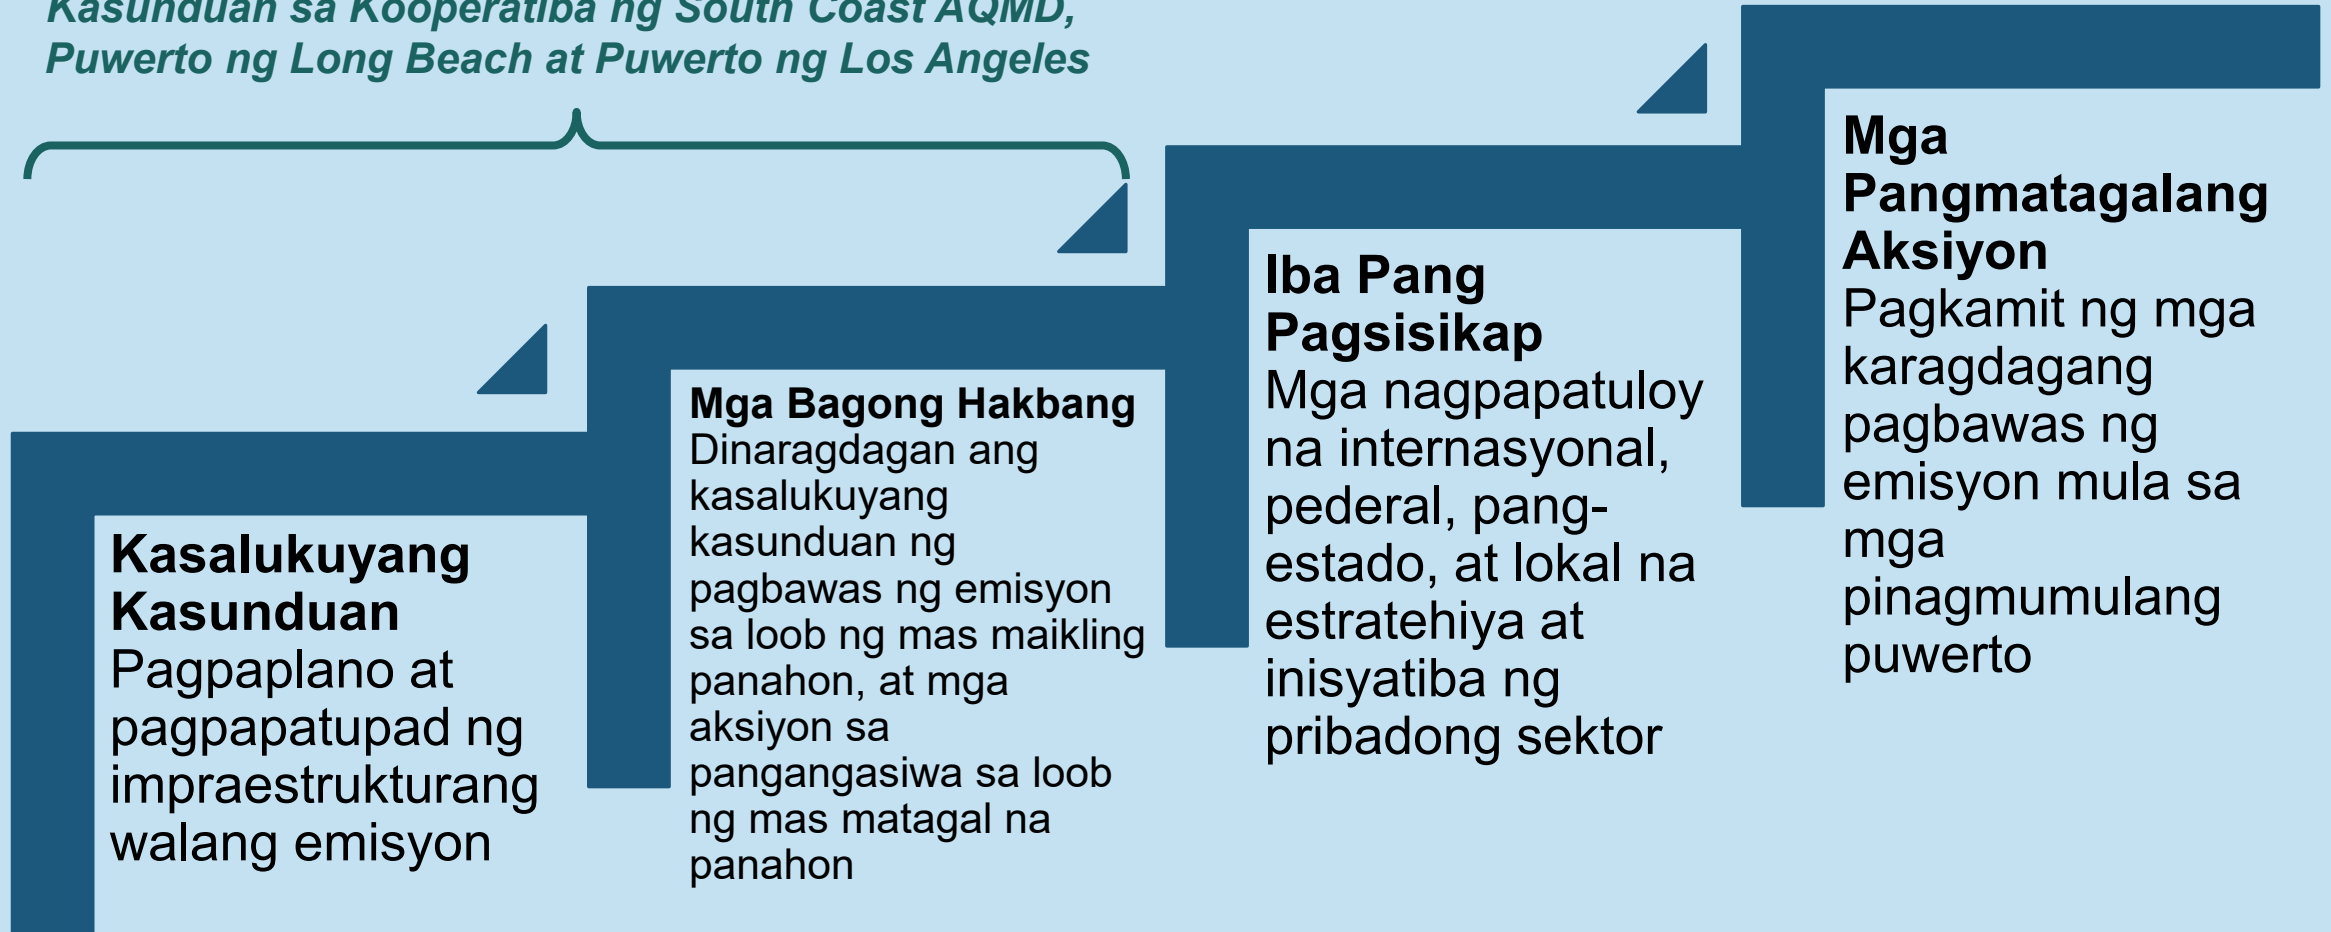 Kasunduan sa Kooperatiba ng South Coast AQMD,
Puwerto ng Long Beach at Puwerto ng Los Angeles
Kasalukuyang
Kasunduan
Pagpaplano at
pagpapatupad ng
impraestrukturang
walang emisyon
Mga Bagong Hakbang
Dinaragdagan ang
kasalukuyang
kasunduan ng
pagbawas ng emisyon
sa loob ng mas maikling
panahon, at mga
aksiyon sa
pangangasiwa sa loob
ng mas matagal na
panahon
Iba Pang
Pagsisikap
Mga nagpapatuloy
na internasyonal,
pederal, pang-
estado, at lokal na
estratehiya at
inisyatiba ng
pribadong sektor
Mga
Pangmatagalang
Aksiyon
Pagkamit ng mga
karagdagang
pagbawas ng
emisyon mula sa
mga
pinagmumulang
puwerto